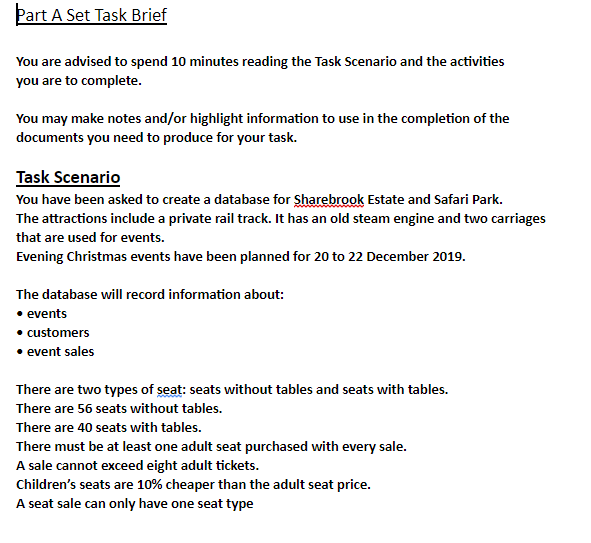 Part A Set Task Brief
You are advised to spend 10 minutes reading the Task Scenario and the activities
you are to complete.
You may make notes and/or highlight information to use in the completion of the
documents you need to produce for your task.
Task Scenario
You have been asked to create a database for Sharebrook Estate and Safari Park.
The attractions include a private rail track. It has an old steam engine and two carriages
that are used for events.
Evening Christmas events have been planned for 20 to 22 December 2019.
The database will record information about:
• events
• customers
• event sales
There are two types of seat: seats without tables and seats with tables.
There are 56 seats without tables.
There are 40 seats with tables.
There must be at least one adult seat purchased with every sale.
A sale cannot exceed eight adult tickets.
Children's seats are 10% cheaper than the adult seat price.
A seat sale can only have one seat type